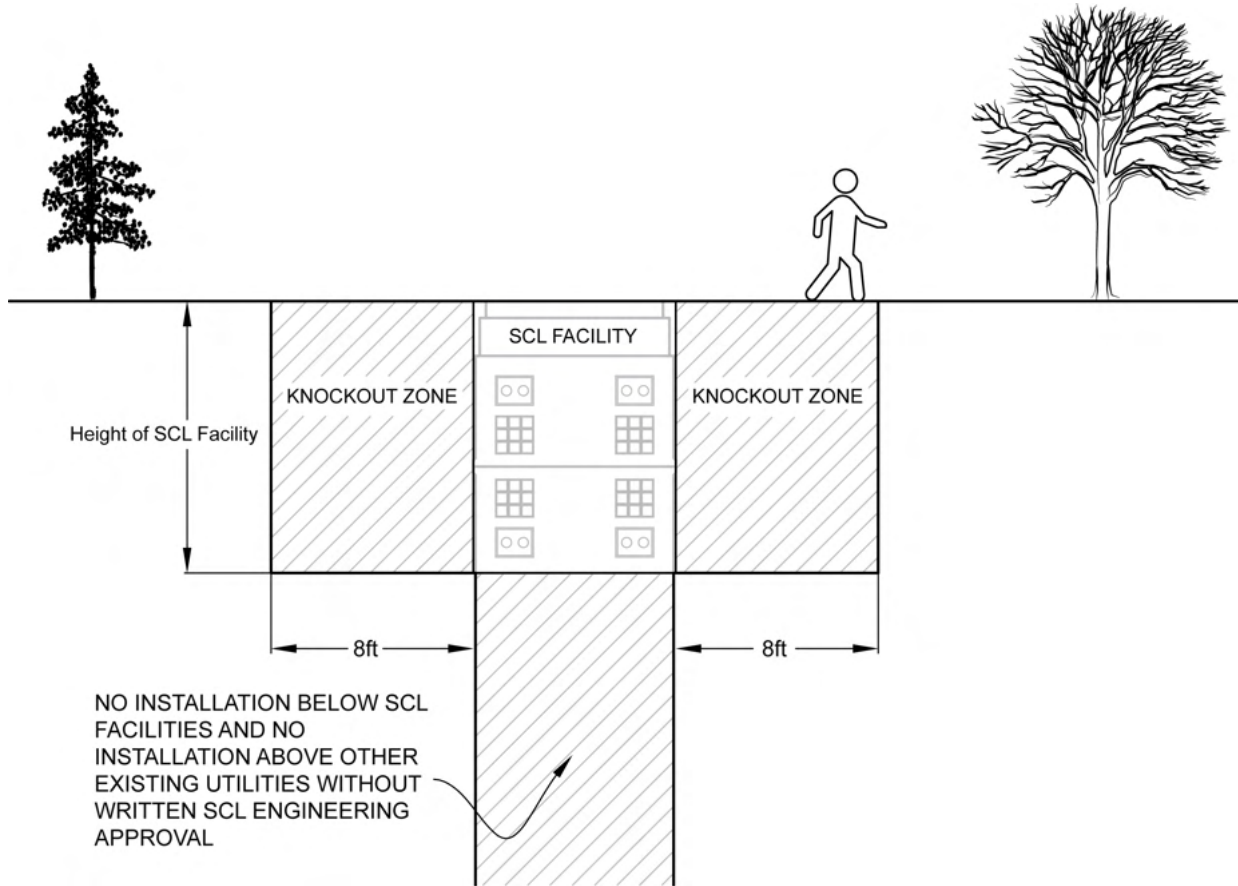 SCL FACILITY
KNOCKOUT ZONE
KNOCKOUT ZONE
Height of SCL Facility
8ft
8ft
NO INSTALLATION BELOW SCL
FACILITIES AND NO
INSTALLATION ABOVE OTHER
EXISTING UTILITIES WITHOUT
WRITTEN SCL ENGINEERING
APPROVAL